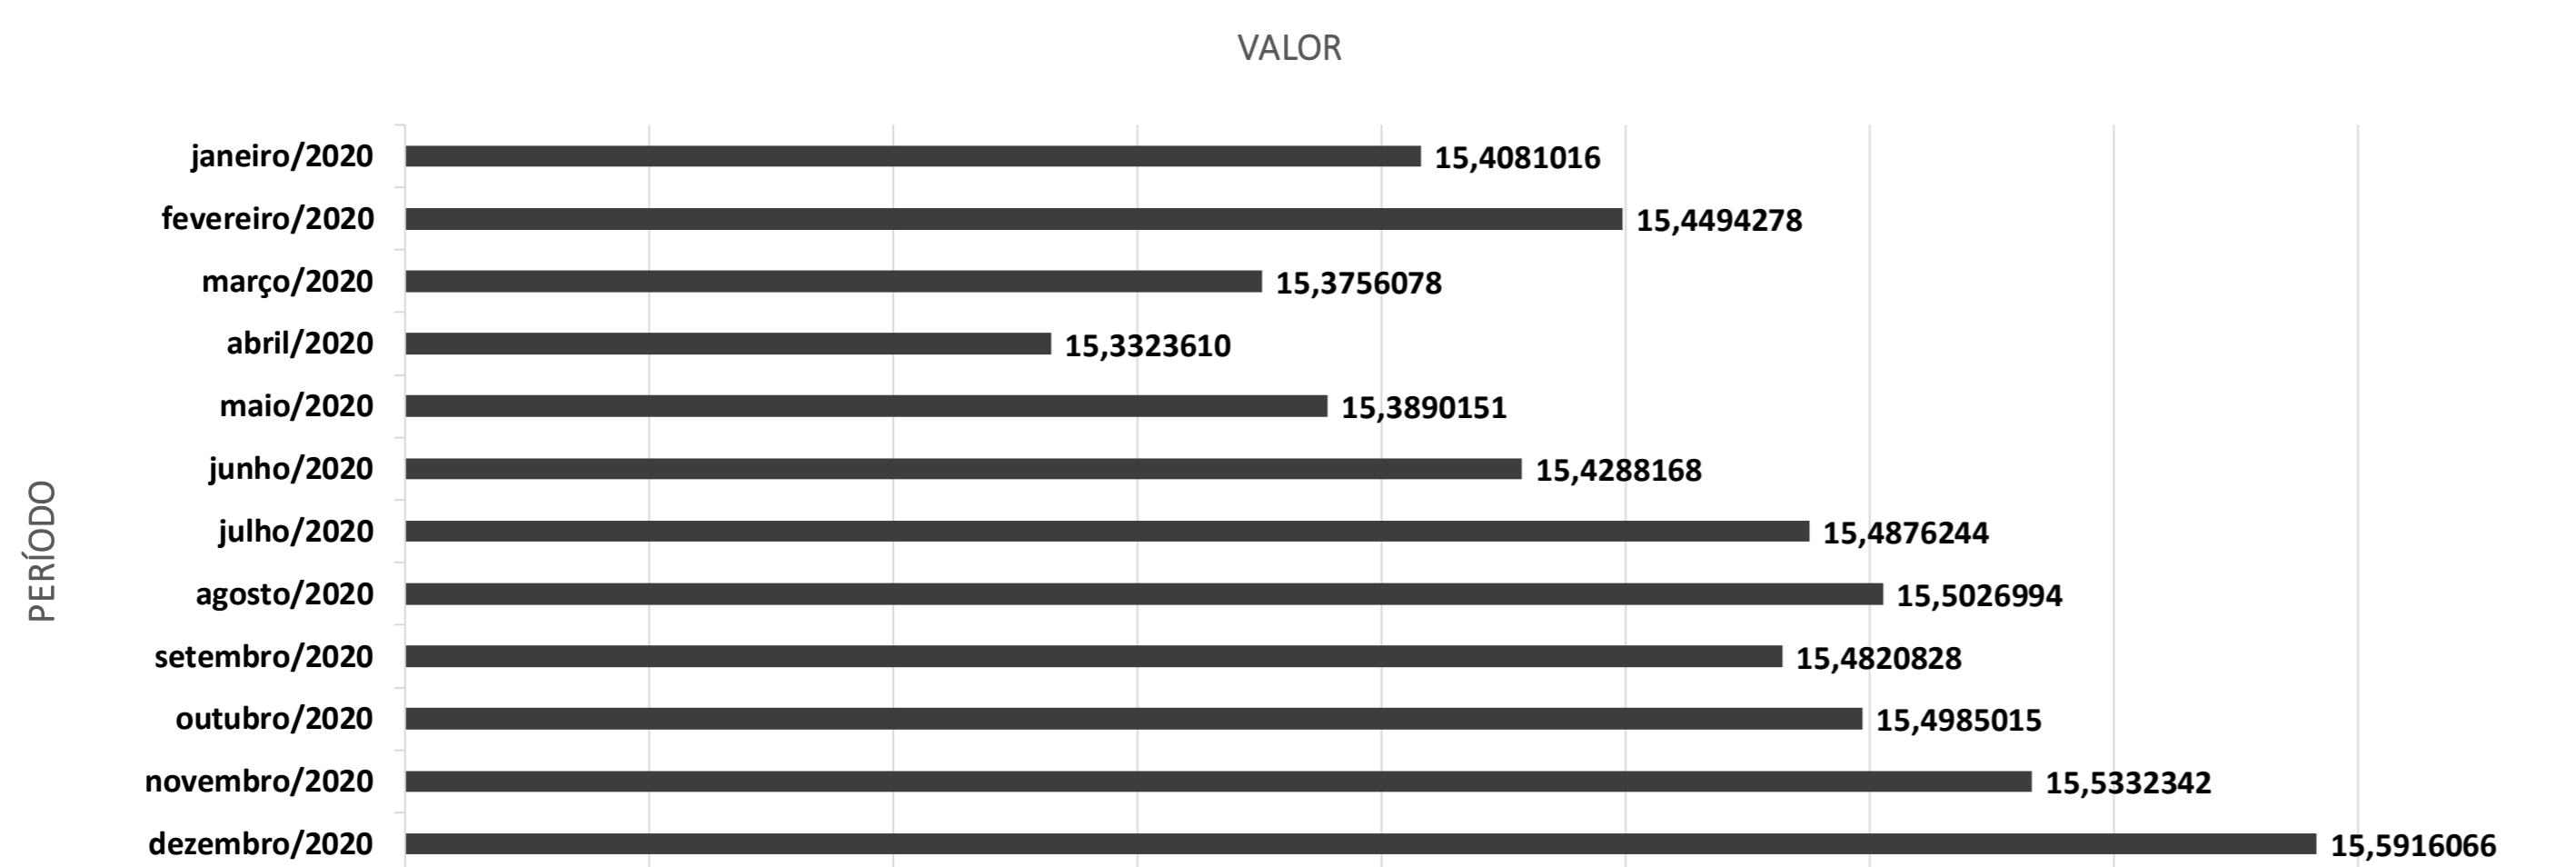 VALOR
janeiro/2020 15,4081016
fevereiro/2020 15,4494278
março/2020 15,3756078
abril/2020 15,3323610
maio/2020 15,3890151
junho/2020 15,4288168
julho/2020 15,4876244
agosto/2020 15,5026994
setembro/2020 15,4820828
outubro/2020 15,4985015
novembro/2020 15,5332342
dezembro/2020 15,5916066
PERÍODO